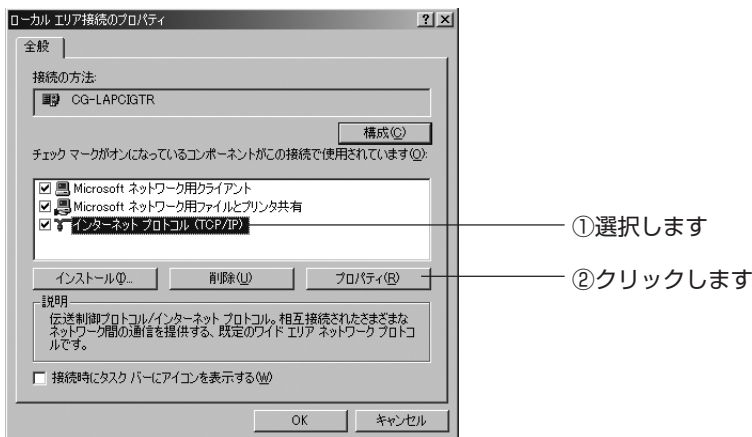 ローカル エリア接続のプロパティ
全般
接続の方法:
CG-LAPCIGTR
構成(C)
チェック マークがオンになっているコンポーネントがこの接続で使用されています(O):
Microsoft ネットワーク用クライアント
Microsoft ネットワーク用ファイルとプリンタ共有
インターネット プロトコル (TCP/IP)
①選択します
インストール(I)... 削除(U) プロパティ(R)
②クリックします
説明
伝送制御プロトコル/インターネット プロトコル。相互接続されたさまざまな
ネットワーク間の通信を提供する、既定のワイド エリア ネットワーク プロトコ
ルです。
接続時にタスク バーにアイコンを表示する(W)
OK キャンセル